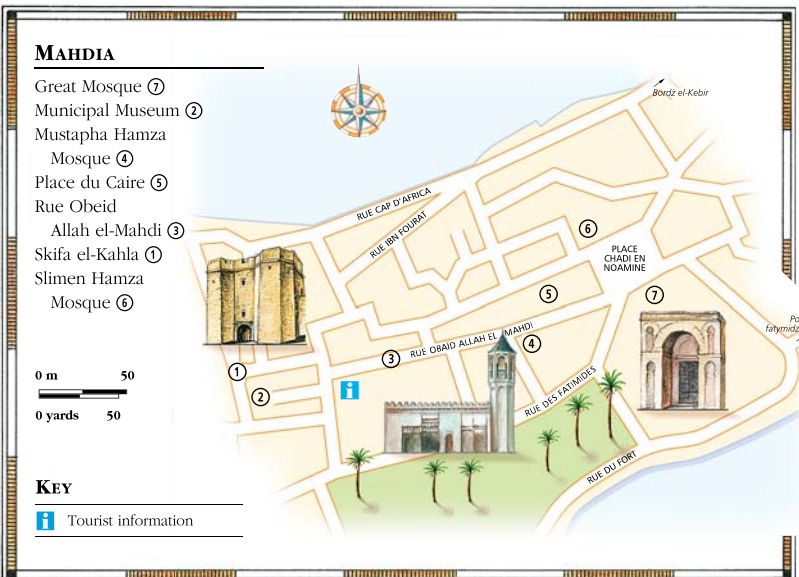 MAHDIA
Great Mosque ⑦
Municipal Museum ②
Mustapha Hamza
Mosque ④
Place du Caire ⑤
Rue Obeid
Allah el-Mahdi ③
Skifa el-Kahla ①
Slimen Hamza
Mosque ⑥
0 m 50
0 yards 50
KEY
i Tourist information
Bordż el-Kebir
RUE CAP D'AFRICA
RUE IBN FOURAT
⑥
PLACE
CHADI EN
NOAMINE
⑤
⑦
Po
fatymidz
RUE OBAID ALLAH EL MAHDI
③
④
①
②
i
RUE DES FATIMIDES
RUE DU FORT